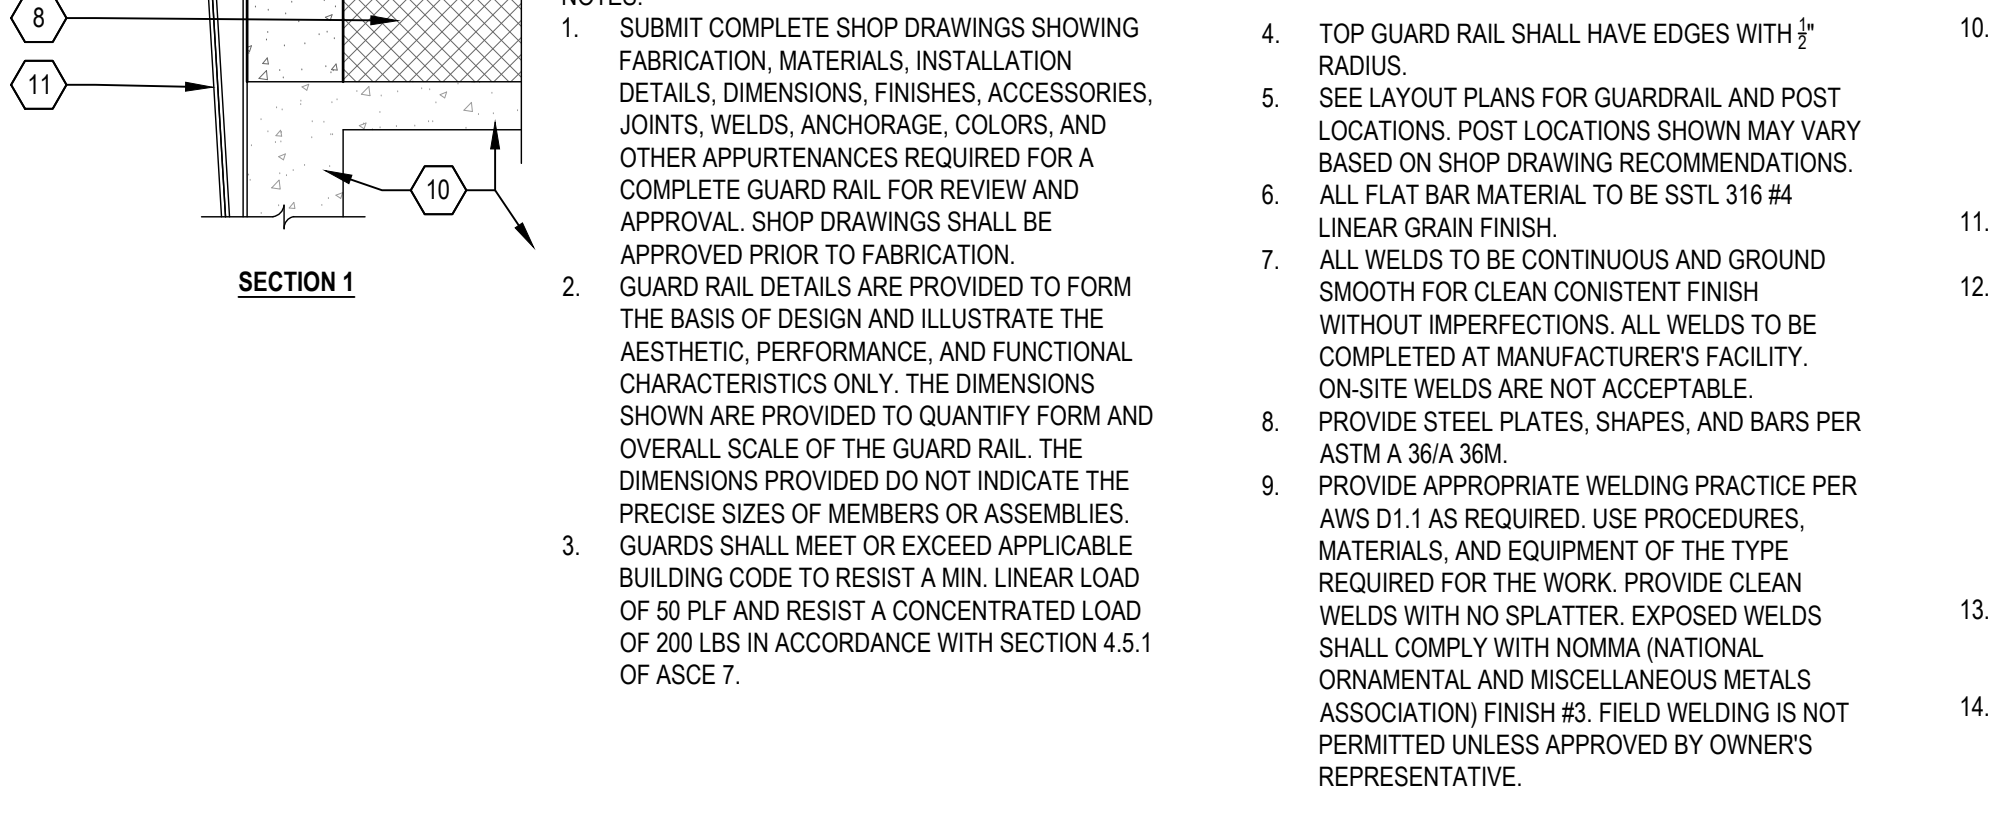 8
11
10
SECTION 1
NOTES:
1. SUBMIT COMPLETE SHOP DRAWINGS SHOWING
FABRICATION, MATERIALS, INSTALLATION
DETAILS, DIMENSIONS, FINISHES, ACCESSORIES,
JOINTS, WELDS, ANCHORAGE, COLORS, AND
OTHER APPURTENANCES REQUIRED FOR A
COMPLETE GUARD RAIL FOR REVIEW AND
APPROVAL. SHOP DRAWINGS SHALL BE
APPROVED PRIOR TO FABRICATION.
2. GUARD RAIL DETAILS ARE PROVIDED TO FORM
THE BASIS OF DESIGN AND ILLUSTRATE THE
AESTHETIC, PERFORMANCE, AND FUNCTIONAL
CHARACTERISTICS ONLY. THE DIMENSIONS
SHOWN ARE PROVIDED TO QUANTIFY FORM AND
OVERALL SCALE OF THE GUARD RAIL. THE
DIMENSIONS PROVIDED DO NOT INDICATE THE
PRECISE SIZES OF MEMBERS OR ASSEMBLIES.
3. GUARDS SHALL MEET OR EXCEED APPLICABLE
BUILDING CODE TO RESIST A MIN. LINEAR LOAD
OF 50 PLF AND RESIST A CONCENTRATED LOAD
OF 200 LBS IN ACCORDANCE WITH SECTION 4.5.1
OF ASCE 7.
4. TOP GUARD RAIL SHALL HAVE EDGES WITH ½"
RADIUS.
5. SEE LAYOUT PLANS FOR GUARDRAIL AND POST
LOCATIONS. POST LOCATIONS SHOWN MAY VARY
BASED ON SHOP DRAWING RECOMMENDATIONS.
6. ALL FLAT BAR MATERIAL TO BE SSTL 316 #4
LINEAR GRAIN FINISH.
7. ALL WELDS TO BE CONTINUOUS AND GROUND
SMOOTH FOR CLEAN CONISTENT FINISH
WITHOUT IMPERFECTIONS. ALL WELDS TO BE
COMPLETED AT MANUFACTURER'S FACILITY.
ON-SITE WELDS ARE NOT ACCEPTABLE.
8. PROVIDE STEEL PLATES, SHAPES, AND BARS PER
ASTM A 36/A 36M.
9. PROVIDE APPROPRIATE WELDING PRACTICE PER
AWS D1.1 AS REQUIRED. USE PROCEDURES,
MATERIALS, AND EQUIPMENT OF THE TYPE
REQUIRED FOR THE WORK. PROVIDE CLEAN
WELDS WITH NO SPLATTER. EXPOSED WELDS
SHALL COMPLY WITH NOMMA (NATIONAL
ORNAMENTAL AND MISCELLANEOUS METALS
ASSOCIATION) FINISH #3. FIELD WELDING IS NOT
PERMITTED UNLESS APPROVED BY OWNER'S
REPRESENTATIVE.
10.
11.
12.
13.
14.